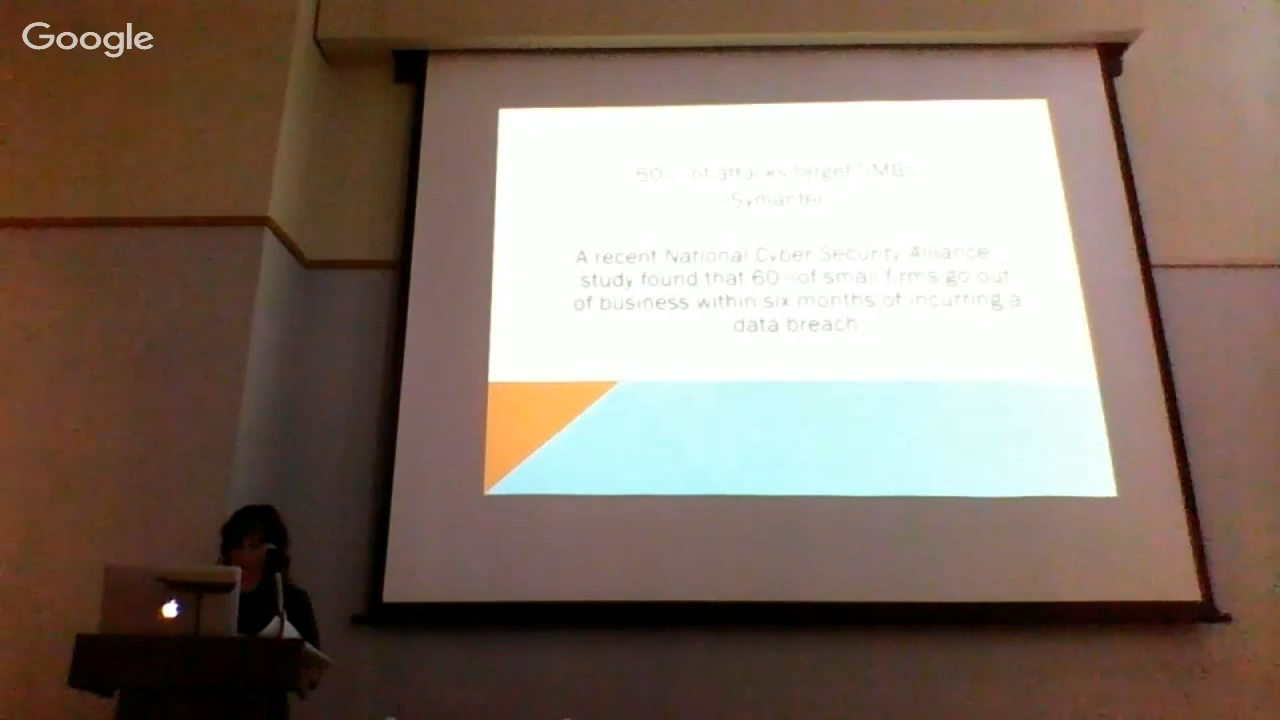 Google
50% of attacks target SMBs
(Symantec)
A recent National Cyber Security Alliance
study found that 60% of small firms go out
of business within six months of incurring a
data breach